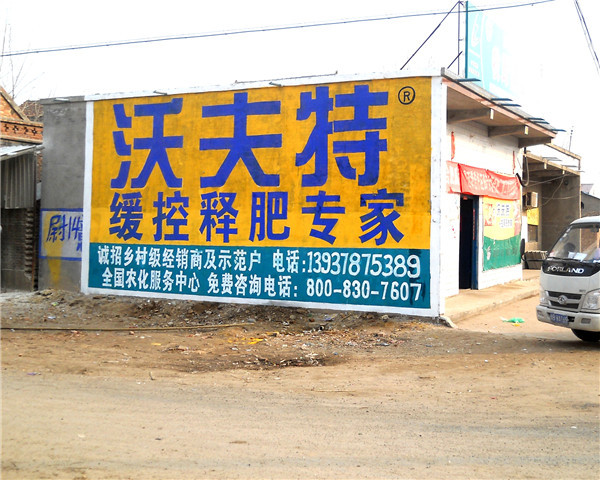 沃夫特®
缓控释肥专家
诚招乡村级经销商及示范户 电话:13937875389
全国农化服务中心 免费咨询电话: 800-830-7607